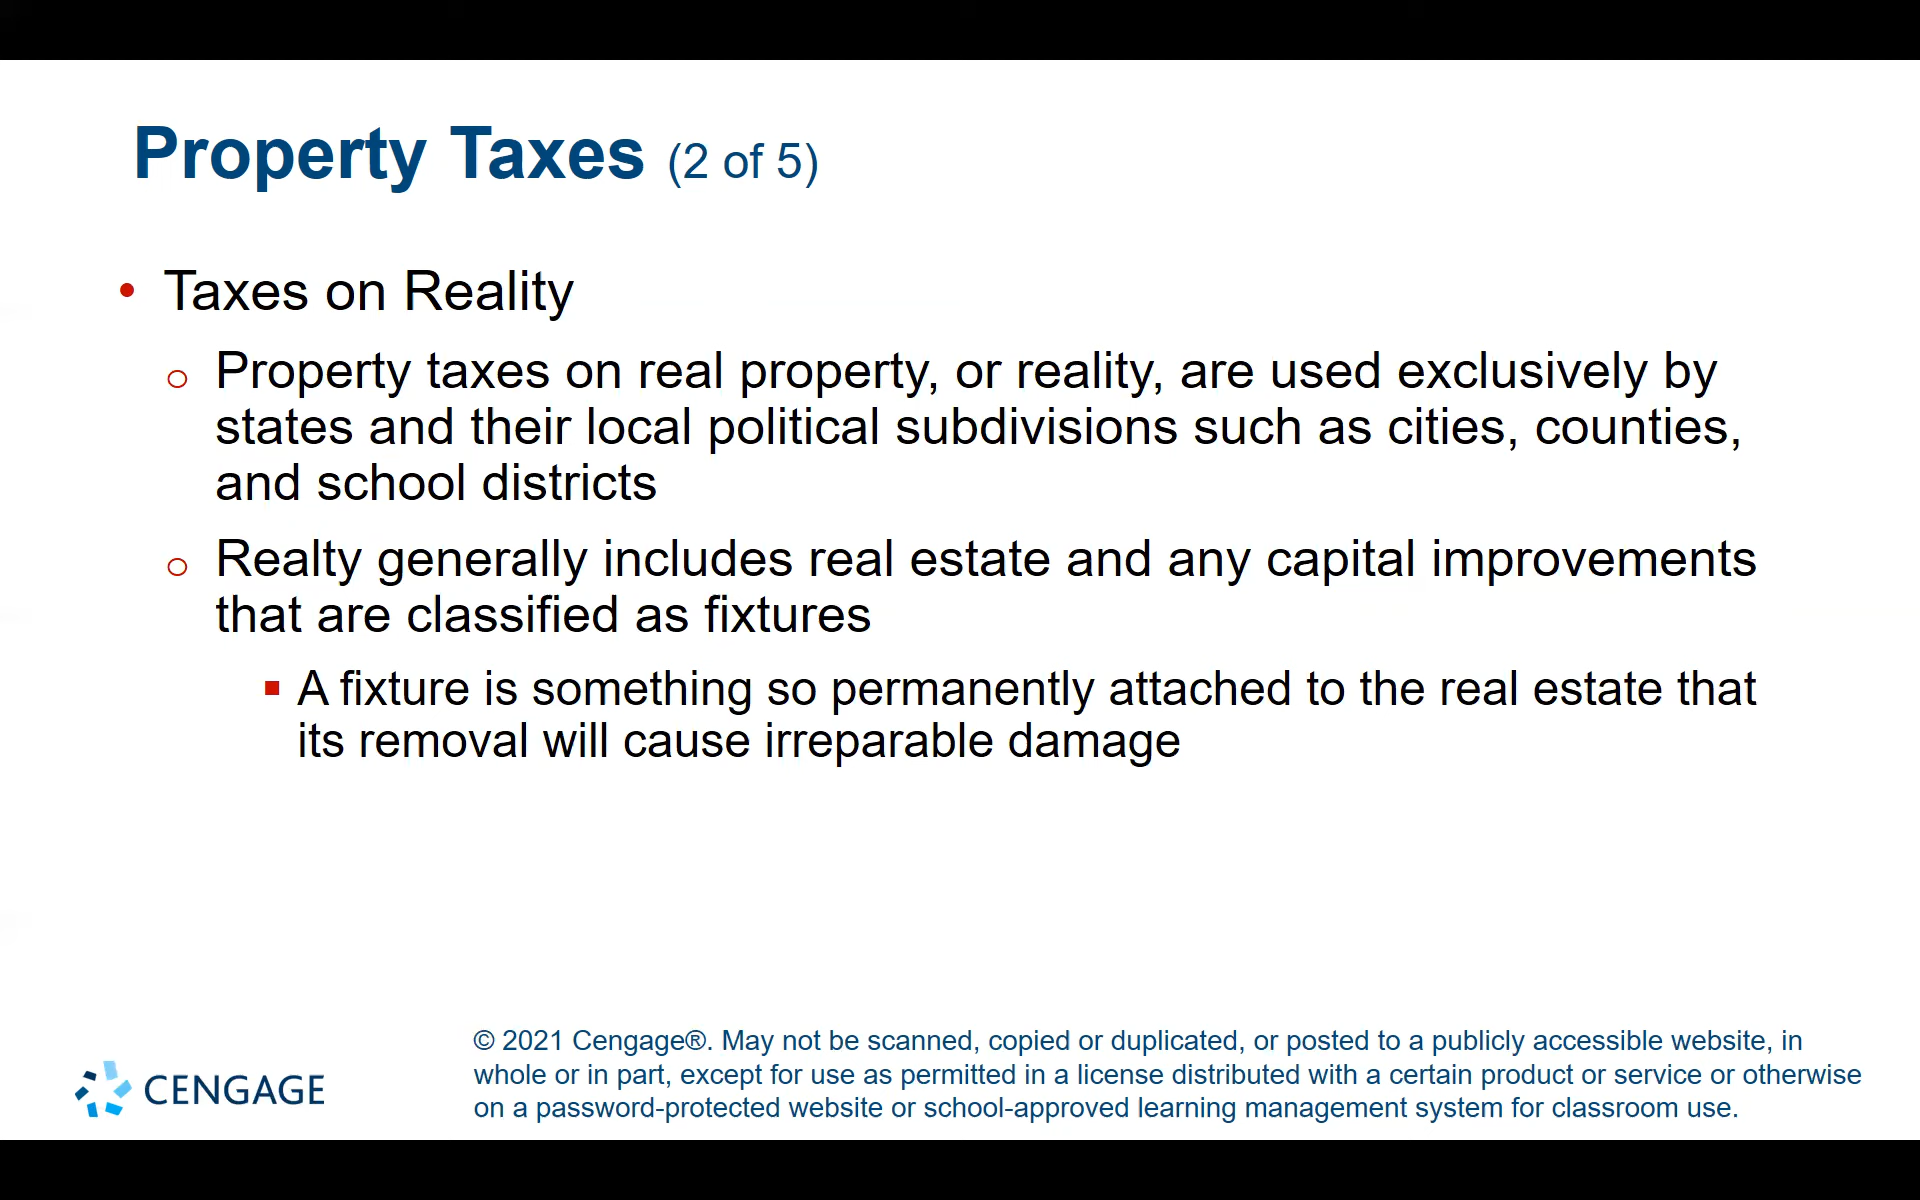 Property Taxes (2 of 5)
• Taxes on Reality
o Property taxes on real property, or reality, are used exclusively by
states and their local political subdivisions such as cities, counties,
and school districts
o Realty generally includes real estate and any capital improvements
that are classified as fixtures
▪ A fixture is something so permanently attached to the real estate that
its removal will cause irreparable damage
CENGAGE
© 2021 Cengage®. May not be scanned, copied or duplicated, or posted to a publicly accessible website, in
whole or in part, except for use as permitted in a license distributed with a certain product or service or otherwise
on a password-protected website or school-approved learning management system for classroom use.